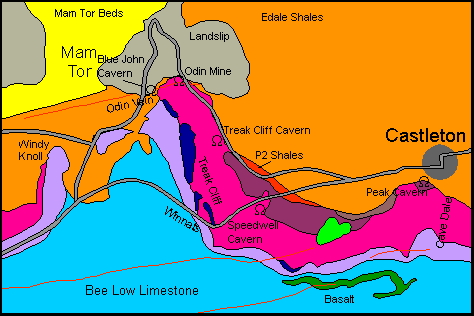 Mam Tor Beds
Edale Shales
Landslip
Mam
Tor
Blue John
Cavern
Odin Mine
Odin Vein
Treak Cliff Cavern
Castleton
Windy
Knoll
P2 Shales
Treak Cliff
Peak Cavern
Winnats
Speedwell
Cavern
Cave Dale
Bee Low Limestone
Basalt